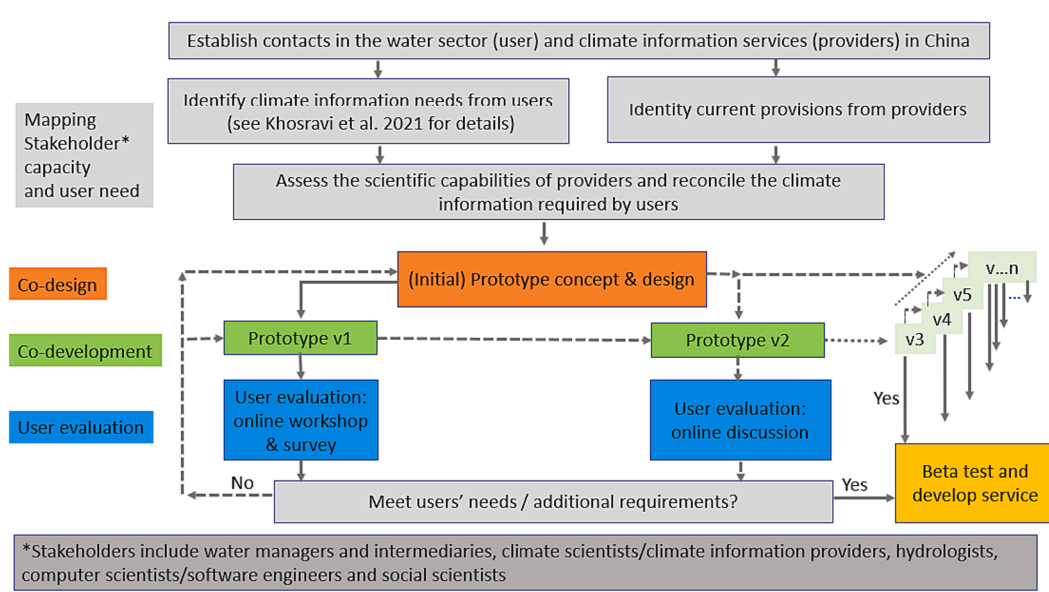 Establish contacts in the water sector (user) and climate information services (providers) in China
Identify climate information needs from users
(see Khosravi et al. 2021 for details)
Identity current provisions from providers
Mapping
Stakeholder*
capacity
and user need
Assess the scientific capabilities of providers and reconcile the climate
information required by users
Co-design
(Initial) Prototype concept & design
v...n
v5
v4
v3
Co-development
Prototype v1
Prototype v2
User evaluation
User evaluation:
online workshop
& survey
User evaluation:
online discussion
Yes
Beta test and
develop service
No
Meet users' needs / additional requirements?
Yes
*Stakeholders include water managers and intermediaries, climate scientists/climate information providers, hydrologists,
computer scientists/software engineers and social scientists